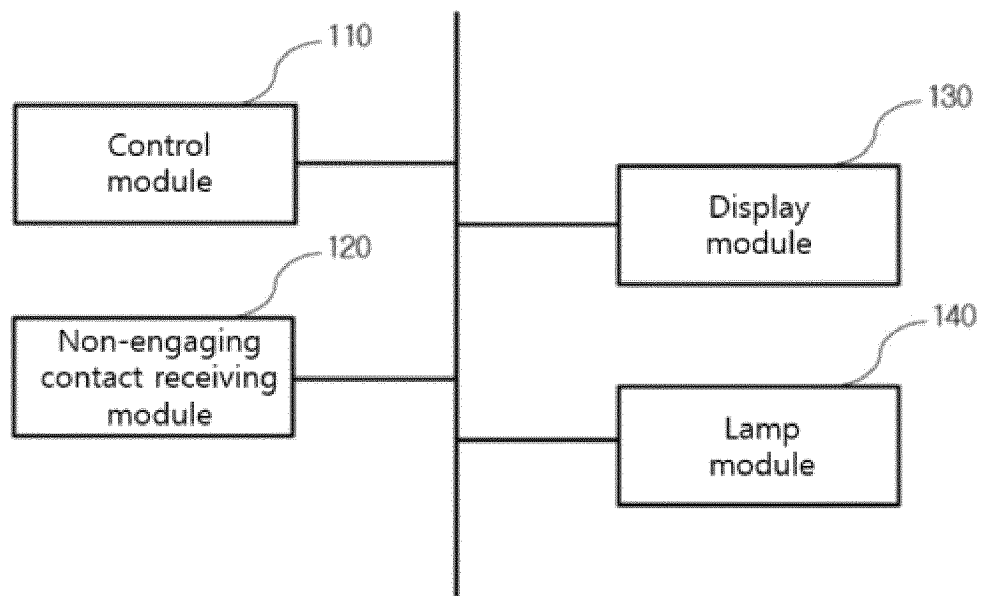 110
Control
module
120
Non-engaging
contact receiving
module
130
Display
module
140
Lamp
module